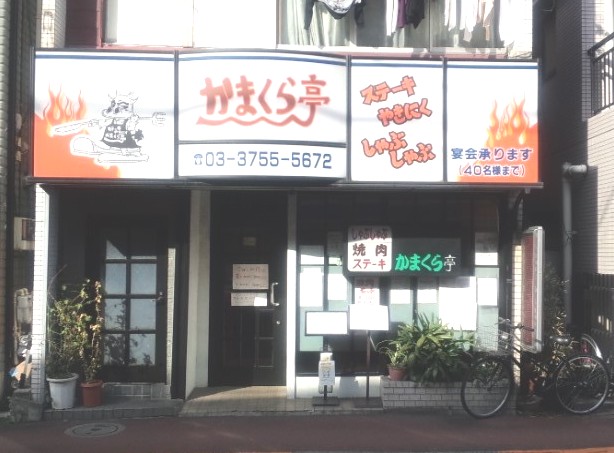 かまくら亭
☎03-3755-5672
ステーキ
やきにく
しゃぶ
しゃぶ
宴会承ります
(40名様まで)
しゃぶしゃぶ
焼肉
ステーキ
かまくら亭